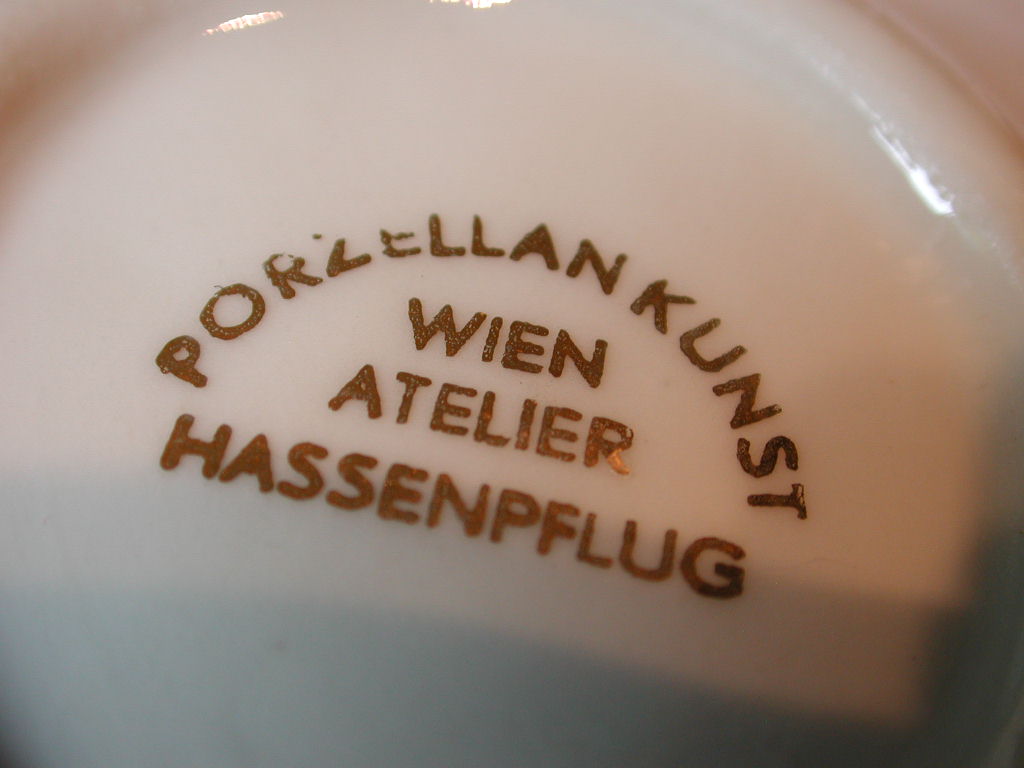 PORZELLANKUNST
WIEN
ATELIER
HASSENPFLUG